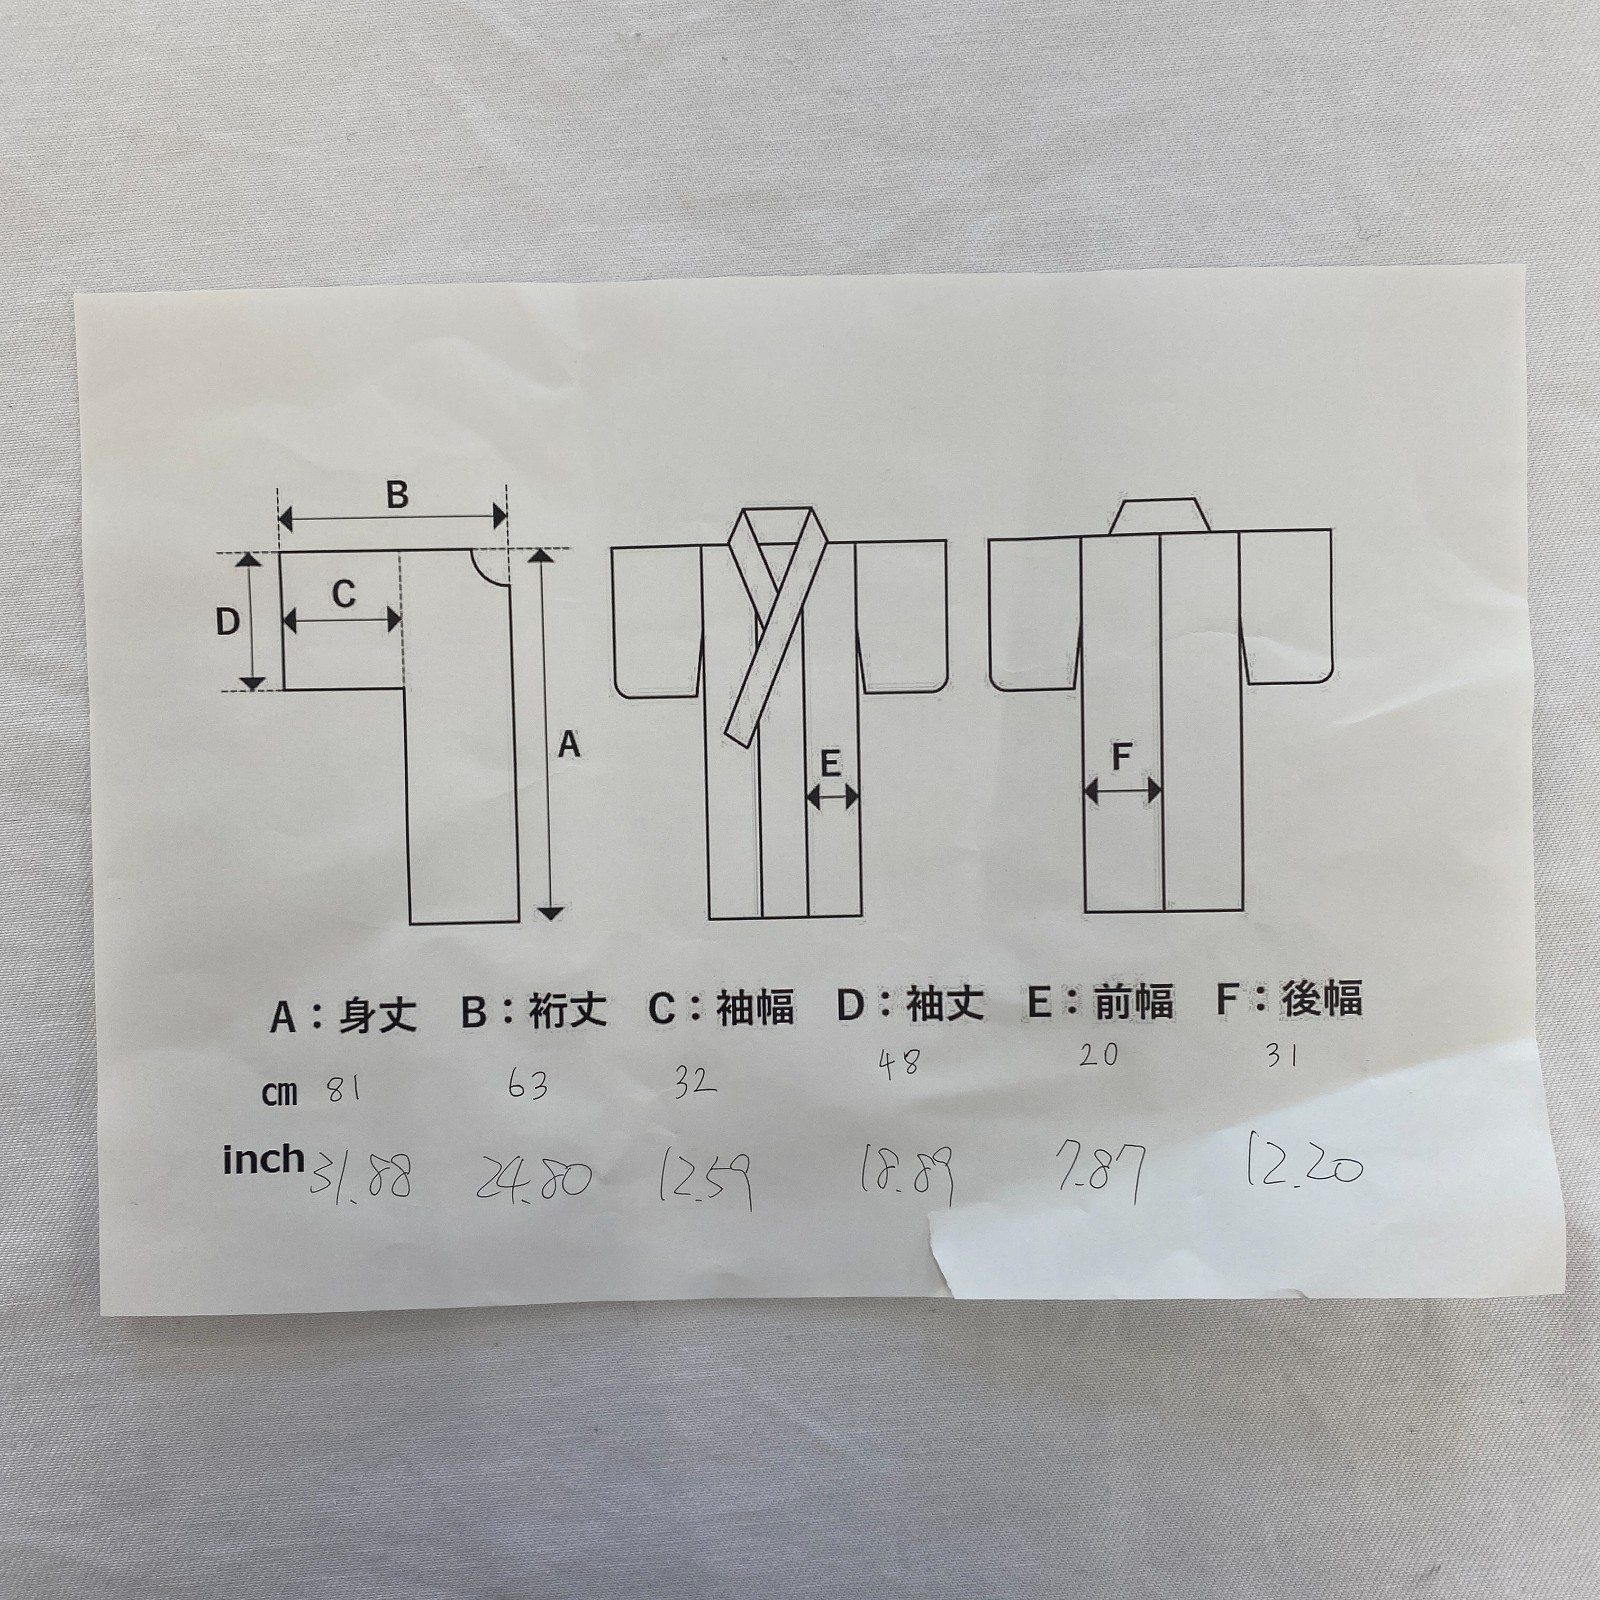 B
D C
A
E
F
A：身丈 B：裄丈 C：袖幅 D：袖丈 E：前幅 F：後幅
cm 81 63 32 48 20 31
inch 31.88 24.80 12.59 18.89 7.87 12.20